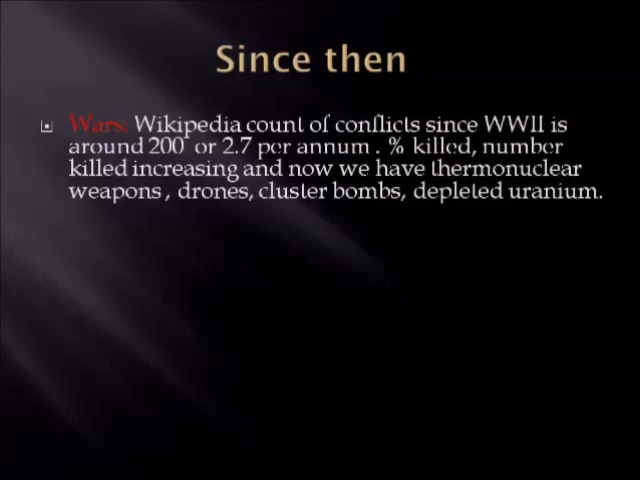 Since then
Wars: Wikipedia count of conflicts since WWII is
around 200 or 2.7 per annum . % killed, number
killed increasing and now we have thermonuclear
weapons , drones, cluster bombs, depleted uranium.